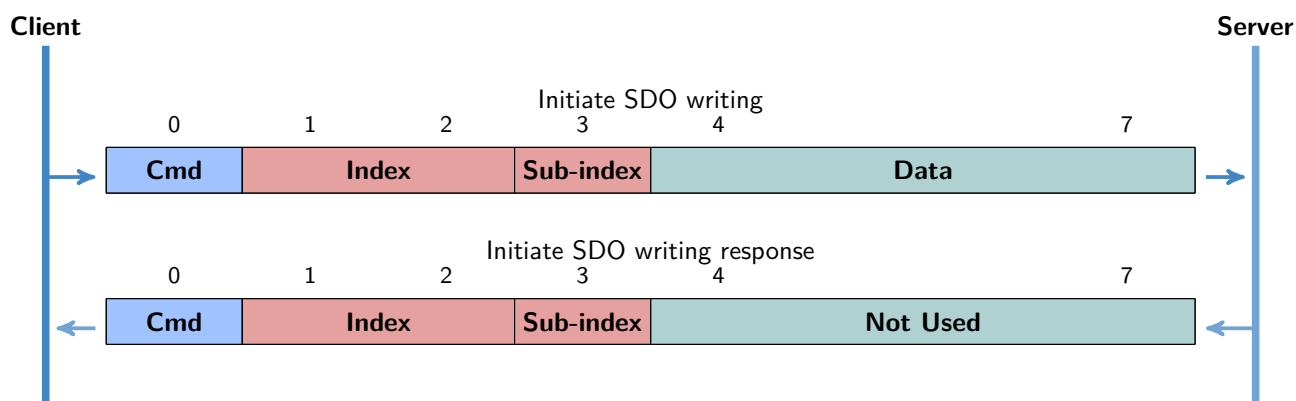 Client Server
Initiate SDO writing
0 1 2 3 4 7
Cmd Index Sub-index Data
Initiate SDO writing response
0 1 2 3 4 7
Cmd Index Sub-index Not Used